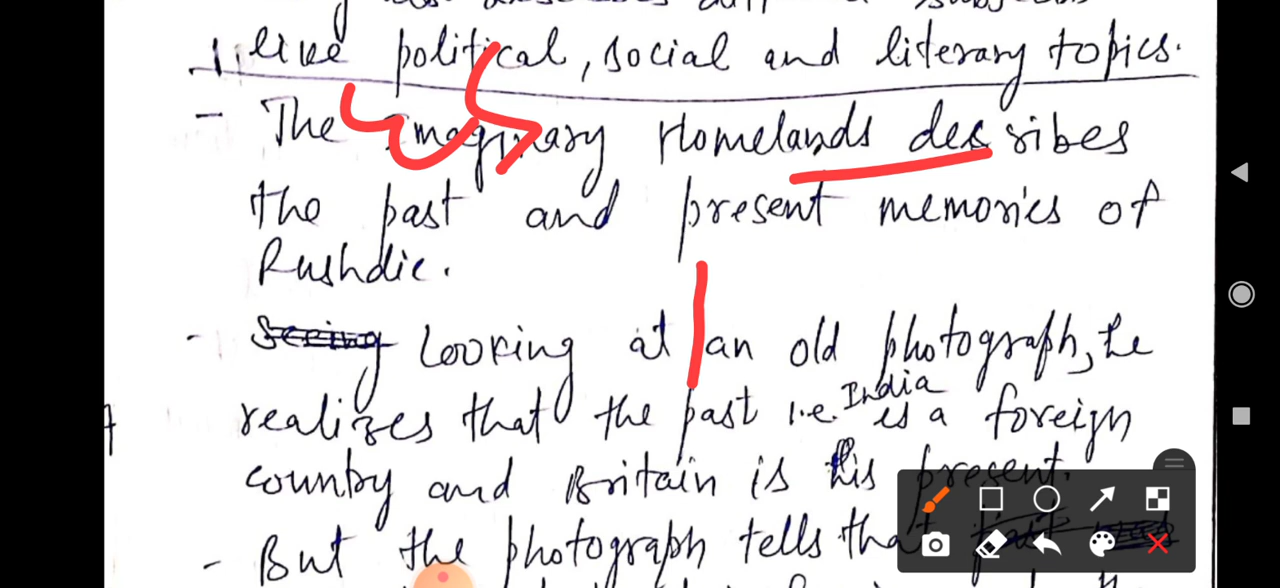 like political, social and literary topics.
- The Imaginary Homelands describes
the past and present memories of
Rushdie.
- Seeing Looking at an old photograph, he
realizes that the past i.e. India is a foreign
country and Britain is his present.
- But the photograph tells that